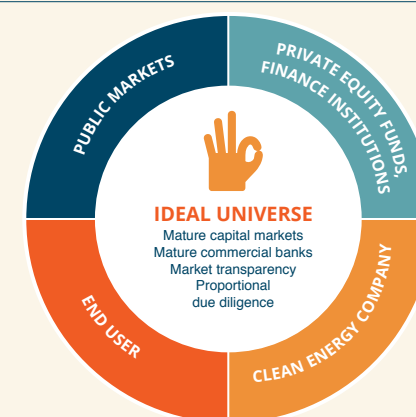 PUBLIC MARKETS
PRIVATE EQUITY FUNDS,
FINANCE INSTITUTIONS
IDEAL UNIVERSE
Mature capital markets
Mature commercial banks
Market transparency
Proportional
due diligence
END USER
CLEAN ENERGY COMPANY